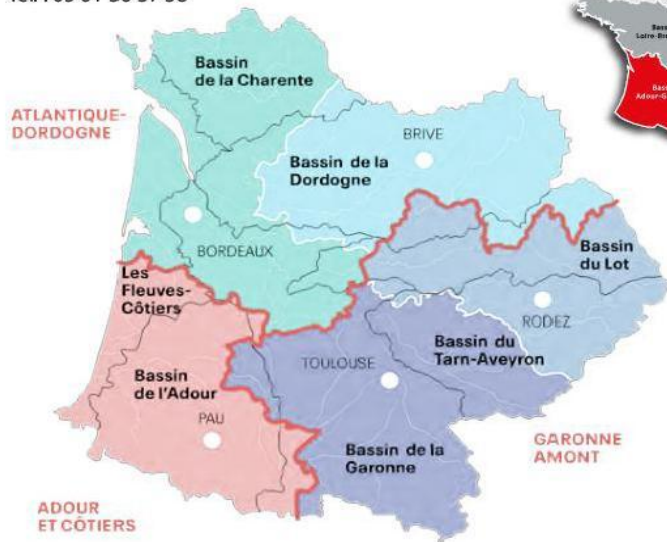 Bassin
de la Charente
ATLANTIQUE-
DORDOGNE
BRIVE
Bassin de la
Dordogne
BORDEAUX
Les
Fleuves-
Côtiers
Bassin
du Lot
RODEZ
Bassin du
Tarn-Aveyron
TOULOUSE
Bassin
de l'Adour
PAU
Bassin de la
Garonne
GARONNE
AMONT
ADOUR
ET CÔTIERS